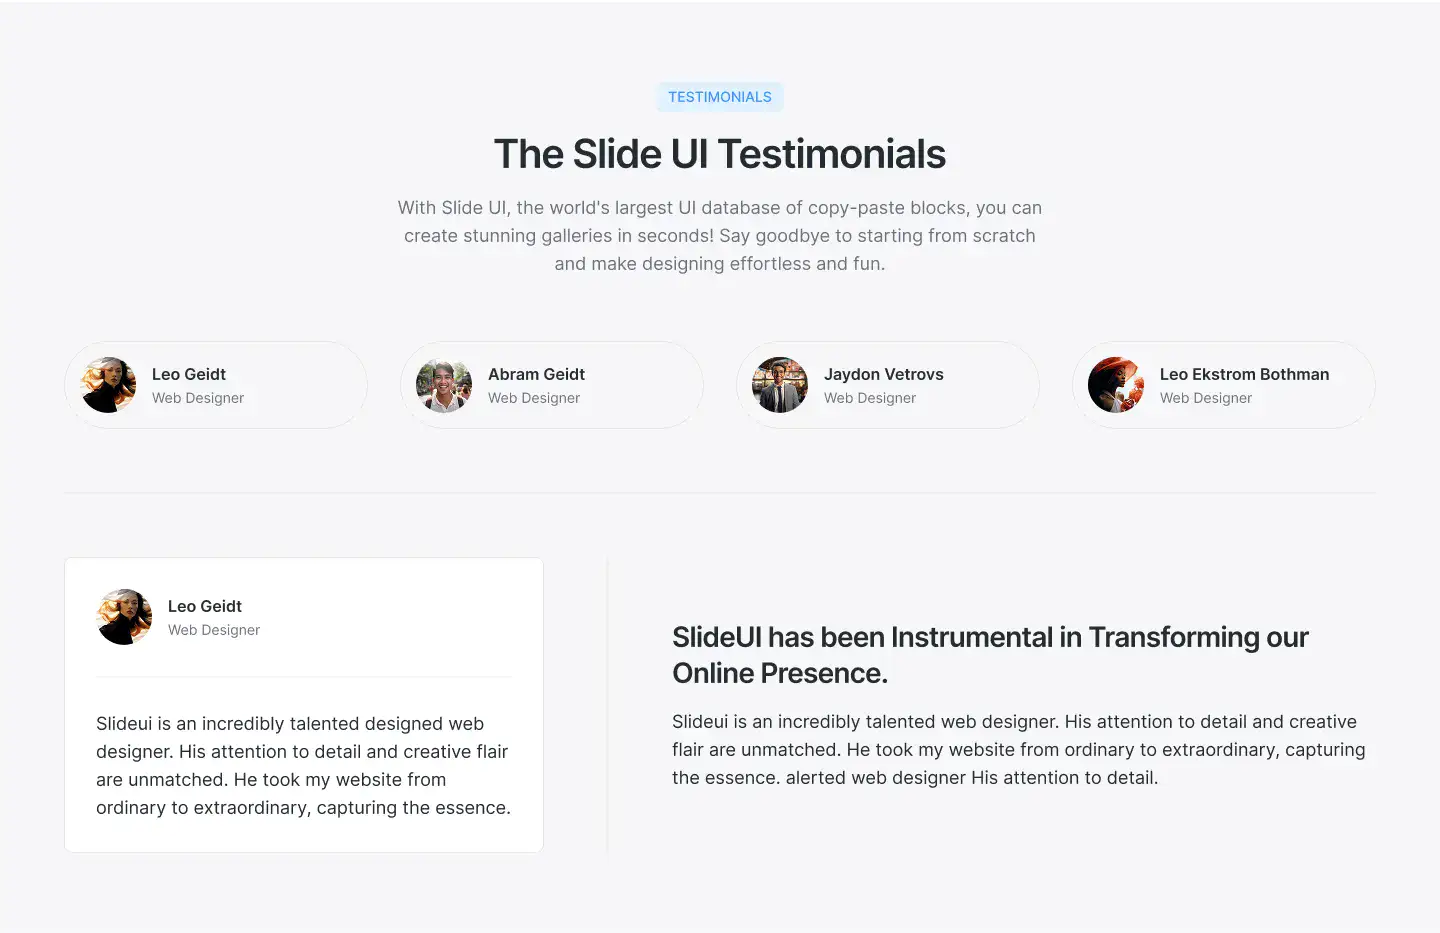 TESTIMONIALS
The Slide UI Testimonials
With Slide UI, the world's largest UI database of copy-paste blocks, you can
create stunning galleries in seconds! Say goodbye to starting from scratch
and make designing effortless and fun.
Leo Geidt
Web Designer
Abram Geidt
Web Designer
Jaydon Vetrovs
Web Designer
Leo Ekstrom Bothman
Web Designer
Leo Geidt
Web Designer
Slideui is an incredibly talented designed web
designer. His attention to detail and creative flair
are unmatched. He took my website from
ordinary to extraordinary, capturing the essence.
SlideUI has been Instrumental in Transforming our
Online Presence.
Slideui is an incredibly talented web designer. His attention to detail and creative
flair are unmatched. He took my website from ordinary to extraordinary, capturing
the essence. alerted web designer His attention to detail.